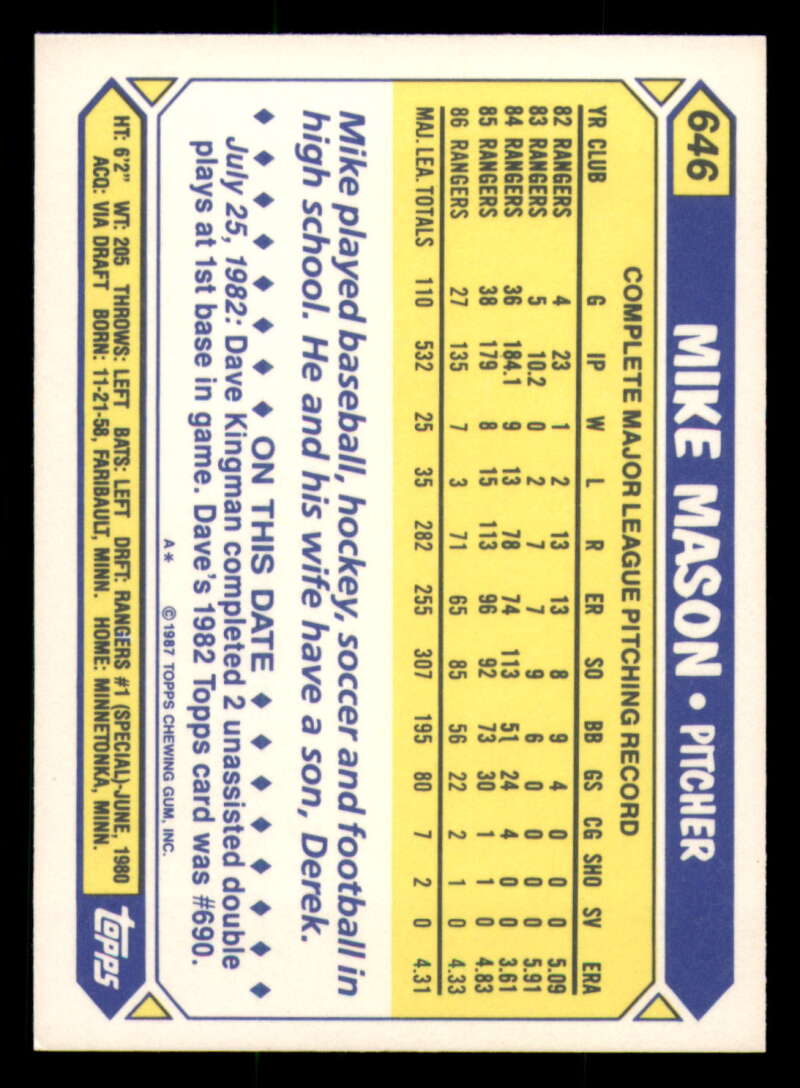 646
MIKE MASON • PITCHER
COMPLETE MAJOR LEAGUE PITCHING RECORD
YR CLUB G IP W L R ER SO BB GS CG SHO SV ERA
82 RANGERS 4 23 1 2 13 13 8 9 4 0 0 0 5.09
83 RANGERS 5 10.2 0 2 7 7 9 6 0 0 0 0 5.91
84 RANGERS 36 184.1 9 13 78 74 113 51 24 4 0 0 3.61
85 RANGERS 38 179 8 15 113 96 92 73 30 1 1 0 4.83
86 RANGERS 27 135 7 3 71 65 85 56 22 2 1 0 4.33
MAJ. LEA. TOTALS 110 532 25 35 282 255 307 195 80 7 2 0 4.31
Mike played baseball, hockey, soccer and football in
high school. He and his wife have a son, Derek.
ON THIS DATE
July 25, 1982: Dave Kingman completed 2 unassisted double
plays at 1st base in game. Dave's 1982 Topps card was #690.
A* © 1987 TOPPS CHEWING GUM, INC.
HT: 6'2" WT: 205 THROWS: LEFT BATS: LEFT DRFT: RANGERS #1 (SPECIAL)-JUNE, 1980
ACQ: VIA DRAFT BORN: 11-21-58, FARIBAULT, MINN. HOME: MINNETONKA, MINN.
topps